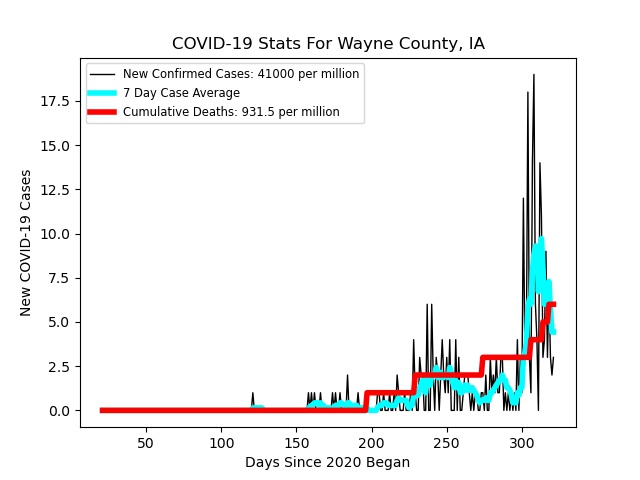 COVID-19 Stats For Wayne County, IA
New Confirmed Cases: 41000 per million
7 Day Case Average
Cumulative Deaths: 931.5 per million
New COVID-19 Cases
17.5
15.0
12.5
10.0
7.5
5.0
2.5
0.0
50 100 150 200 250 300
Days Since 2020 Began